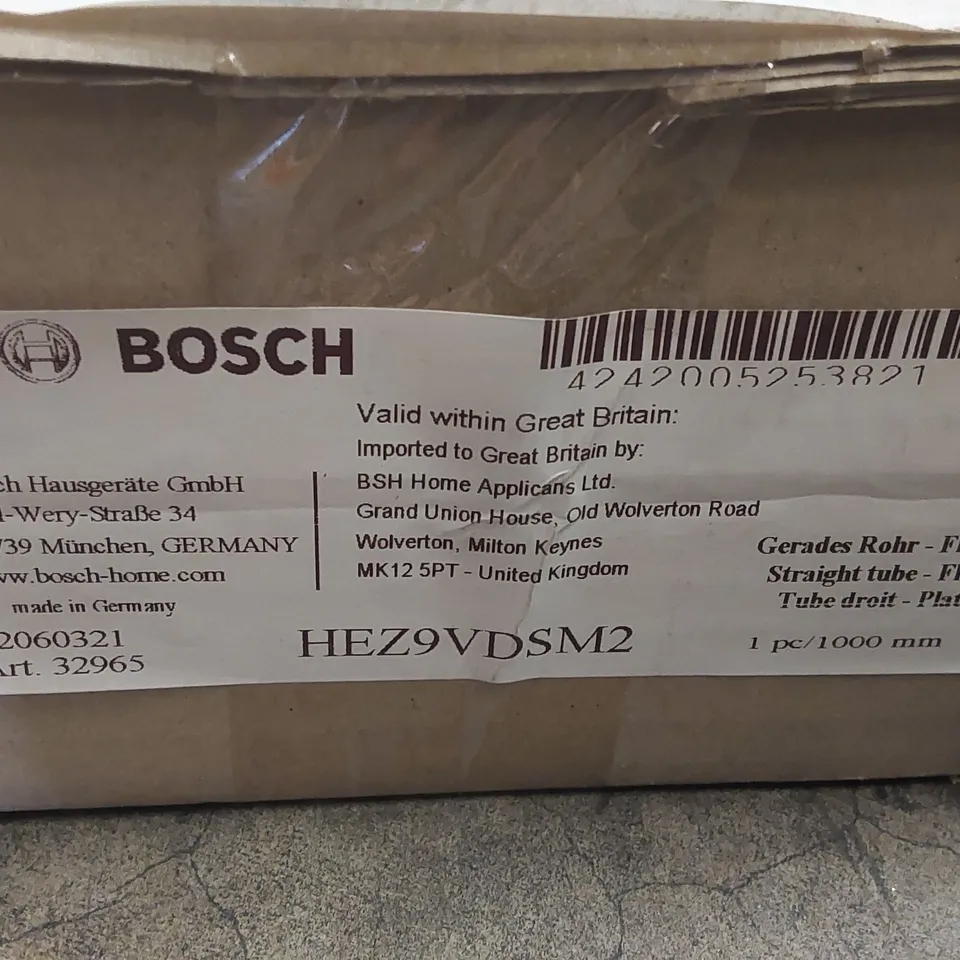 BOSCH
4242005253821
Valid within Great Britain:
Imported to Great Britain by:
BSH Home Applicans Ltd.
Grand Union House, Old Wolverton Road
Wolverton, Milton Keynes
MK12 5PT - United Kingdom
ch Hausgeräte GmbH
-Wery-Straße 34
739 München, GERMANY
w.bosch-home.com
made in Germany
2060321
Art. 32965
HEZ9VDSM2
Gerades Rohr - Fl
Straight tube - Fl
Tube droit - Plat
1 pc/1000 mm